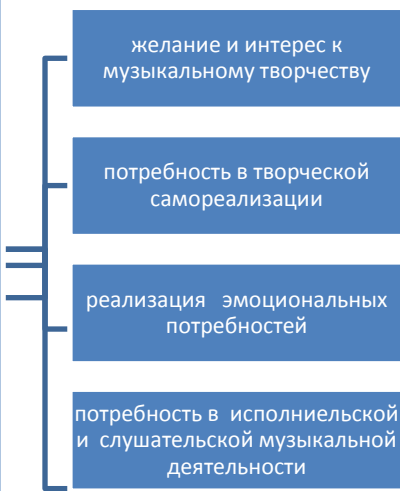 желание и интерес к
музыкальному творчеству
потребность в творческой
самореализации
реализация эмоциональных
потребностей
потребность в исполниельской
и слушательской музыкальной
деятельности